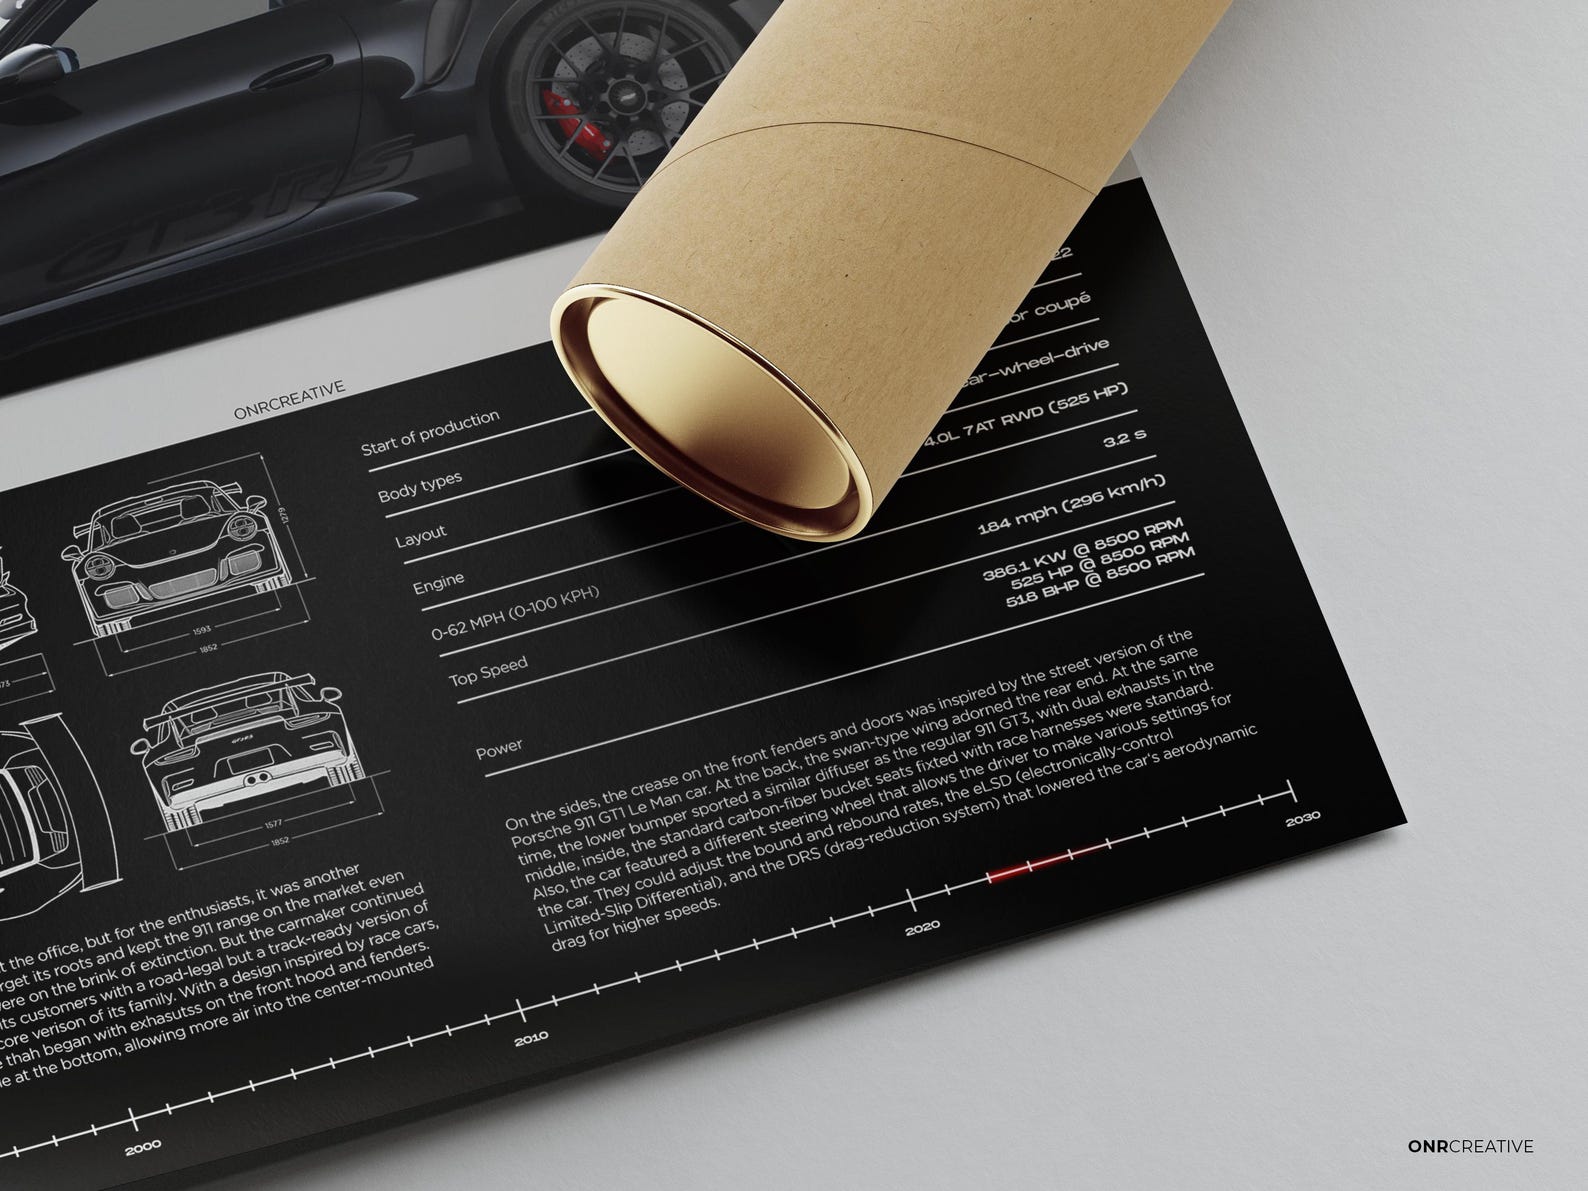 GT3RS
ONRCREATIVE
Start of production
22
Body types
or coupé
Layout
ear-wheel-drive
Engine
4.0L 7AT RWD (525 HP)
0-62 MPH (0-100 KPH)
3.2 s
Top Speed
184 mph (296 km/h)
Power
386.1 KW @ 8500 RPM
525 HP @ 8500 RPM
518 BHP @ 8500 RPM
1279
1593
1852
73
GT3RS
1577
1852
t the office, but for the enthusiasts, it was another
rget its roots and kept the 911 range on the market even
ere on the brink of extinction. But the carmaker continued
its customers with a road-legal but a track-ready version of
core verison of its family. With a design inspired by race cars,
e thah began with exhasutss on the front hood and fenders.
le at the bottom, allowing more air into the center-mounted
On the sides, the crease on the front fenders and doors was inspired by the street version of the
Porsche 911 GT1 Le Man car. At the back, the swan-type wing adorned the rear end. At the same
time, the lower bumper sported a similar diffuser as the regular 911 GT3, with dual exhausts in the
middle, inside, the standard carbon-fiber bucket seats fixted with race harnesses were standard.
Also, the car featured a different steering wheel that allows the driver to make various settings for
the car. They could adjust the bound and rebound rates, the eLSD (electronically-control
Limited-Slip Differential), and the DRS (drag-reduction system) that lowered the car's aerodynamic
drag for higher speeds.
2000
2010
2020
2030
ONRCREATIVE